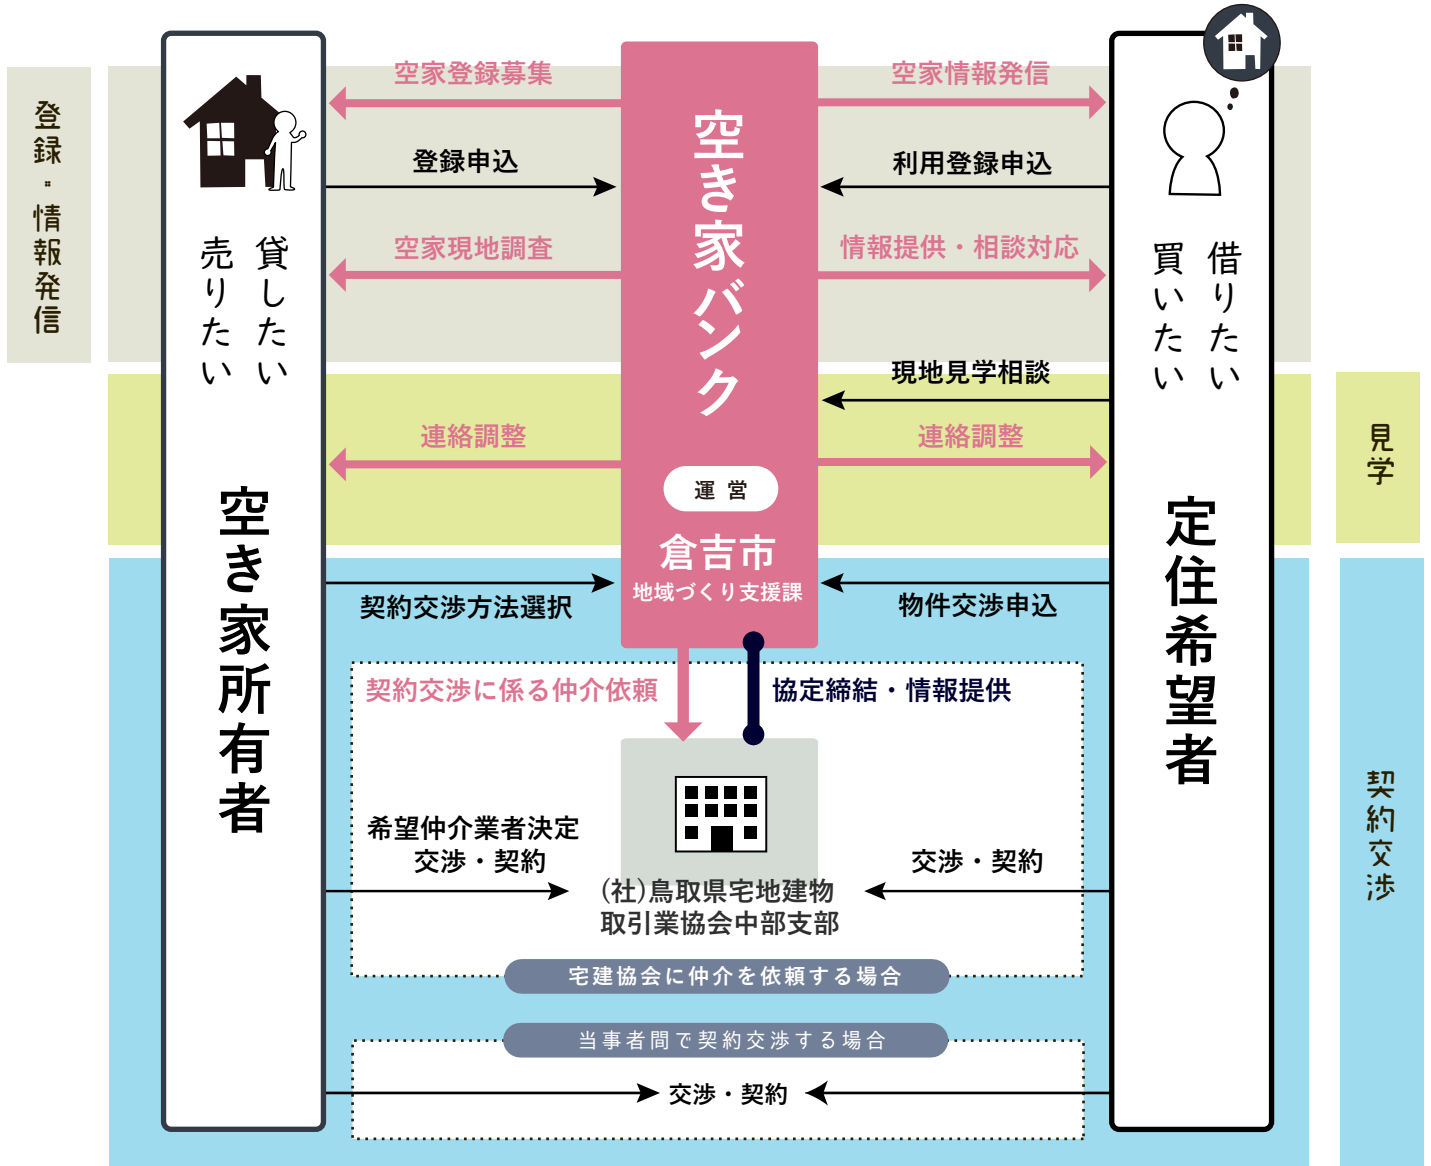 登録・情報発信
空家登録募集
空家情報発信
登録申込
利用登録申込
空家現地調査
情報提供・相談対応
貸したい
売りたい
空き家所有者
空き家バンク
運営
倉吉市
地域づくり支援課
借りたい
買いたい
定住希望者
見学
現地見学相談
連絡調整
連絡調整
契約交渉
契約交渉方法選択
物件交渉申込
契約交渉に係る仲介依頼
協定締結・情報提供
希望仲介業者決定
交渉・契約
交渉・契約
(社)鳥取県宅地建物
取引業協会中部支部
宅建協会に仲介を依頼する場合
当事者間で契約交渉する場合
交渉・契約